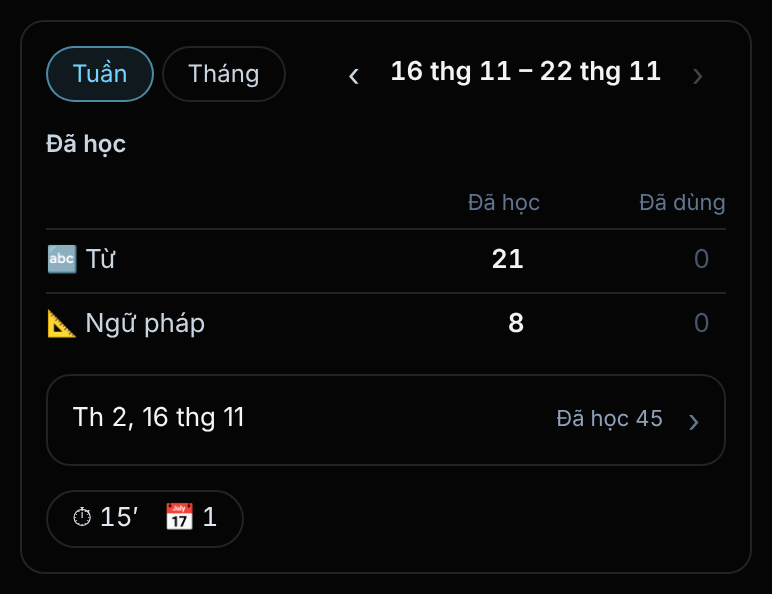 Tuần Tháng ‹ 16 thg 11 – 22 thg 11 ›
Đã học
Đã học Đã dùng
🔤 Từ 21 0
📐 Ngữ pháp 8 0
Th 2, 16 thg 11 Đã học 45 ›
⏱ 15′ 📅 1